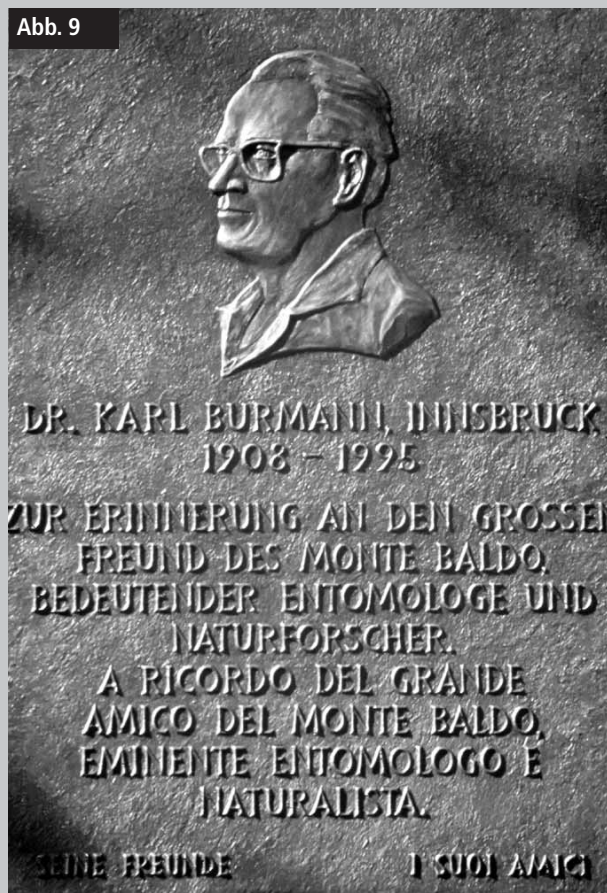 Abb. 9
DR. KARL BURMANN, INNSBRUCK
1908 – 1995
ZUR ERINNERUNG AN DEN GROSSEN
FREUND DES MONTE BALDO.
BEDEUTENDER ENTOMOLOGE UND
NATURFORSCHER.
A RICORDO DEL GRANDE
AMICO DEL MONTE BALDO,
EMINENTE ENTOMOLOGO E
NATURALISTA.
SEINE FREUNDE I SUOI AMICI